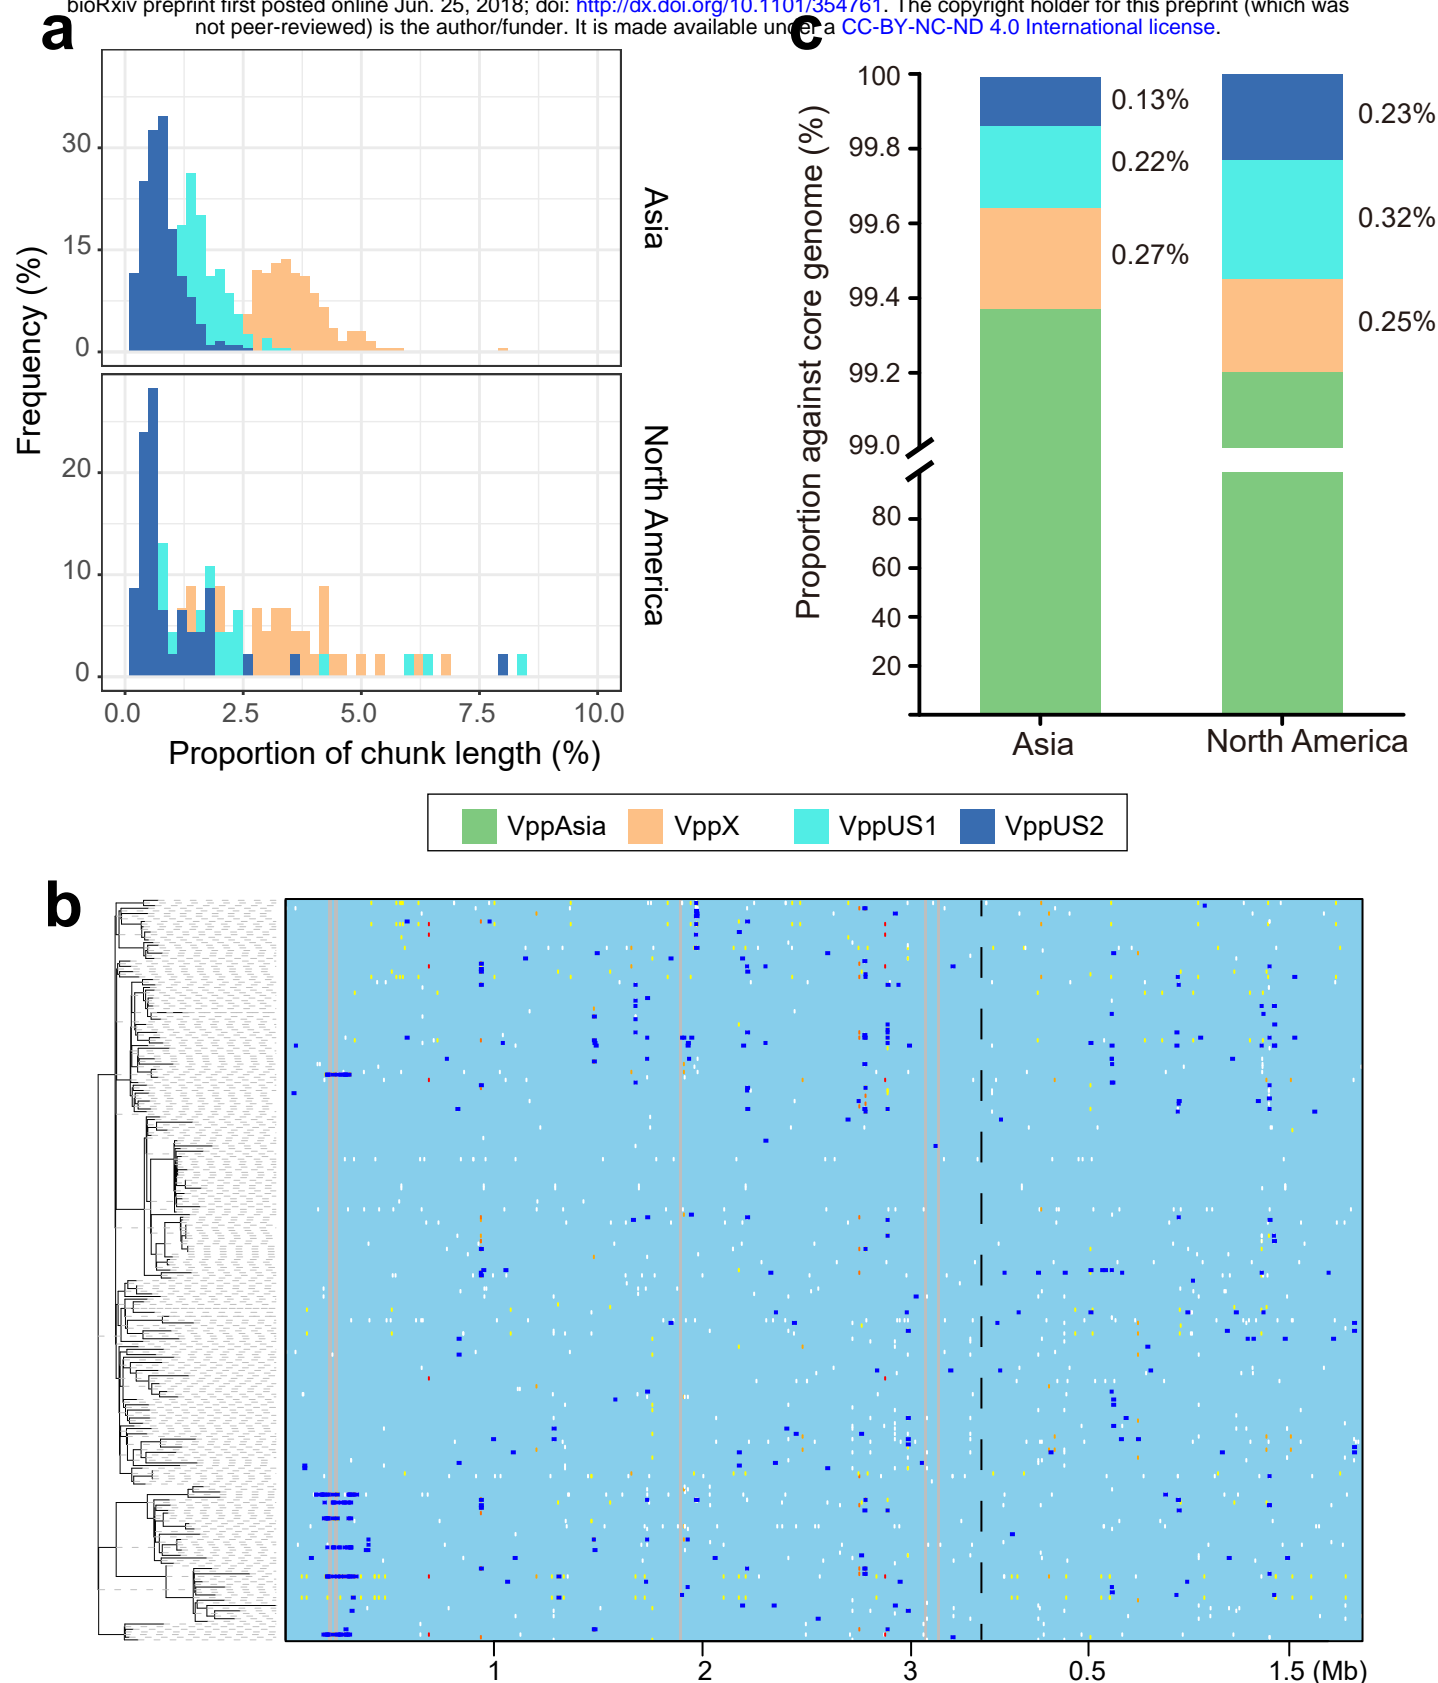 bioRxiv preprint first posted online Jun. 25, 2018; doi: http://dx.doi.org/10.1101/354761. The copyright holder for this preprint (which was
not peer-reviewed) is the author/funder. It is made available under a CC-BY-NC-ND 4.0 International license.
a
Frequency (%)
30
15
0
Asia
20
10
0
North America
0.0 2.5 5.0 7.5 10.0
Proportion of chunk length (%)
c
Proportion against core genome (%)
100
99.8
99.6
99.4
99.2
99.0
80
60
40
20
0.13%
0.22%
0.27%
0.23%
0.32%
0.25%
Asia North America
VppAsia VppX VppUS1 VppUS2
b
1 2 3 0.5 1.5 (Mb)